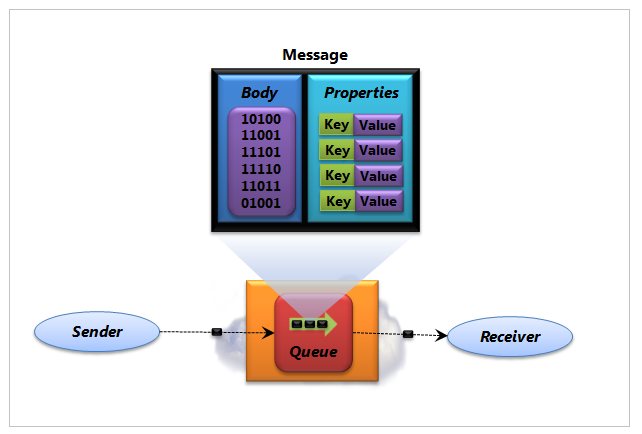 Message
Body
10100
11001
11101
11110
11011
01001
Properties
Key Value
Key Value
Key Value
Key Value
Sender
Queue
Receiver